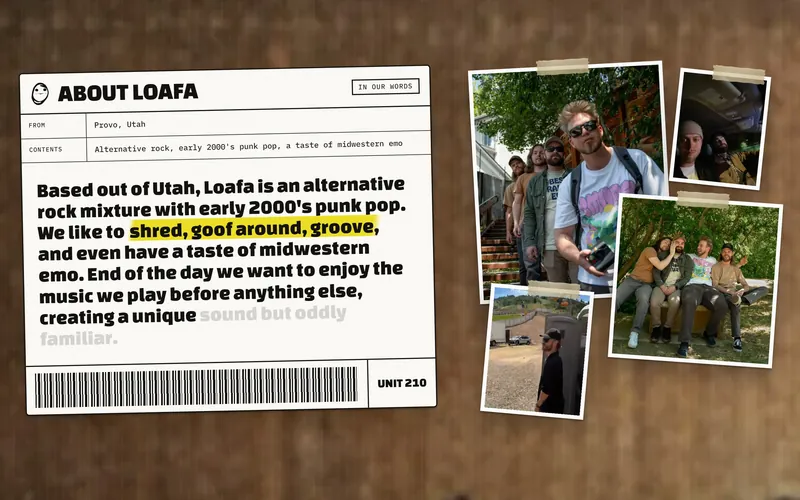 ABOUT LOAFA
IN OUR WORDS
FROM
Provo, Utah
CONTENTS
Alternative rock, early 2000's punk pop, a taste of midwestern emo
Based out of Utah, Loafa is an alternative
rock mixture with early 2000's punk pop.
We like to shred, goof around, groove,
and even have a taste of midwestern
emo. End of the day we want to enjoy the
music we play before anything else,
creating a unique sound but oddly
familiar.
UNIT 210